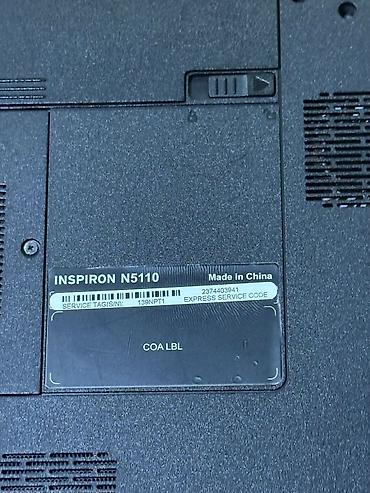 INSPIRON N5110 Made in China
2374403941
SERVICE TAG(S/N): 139NPT1 EXPRESS SERVICE CODE
COA LBL